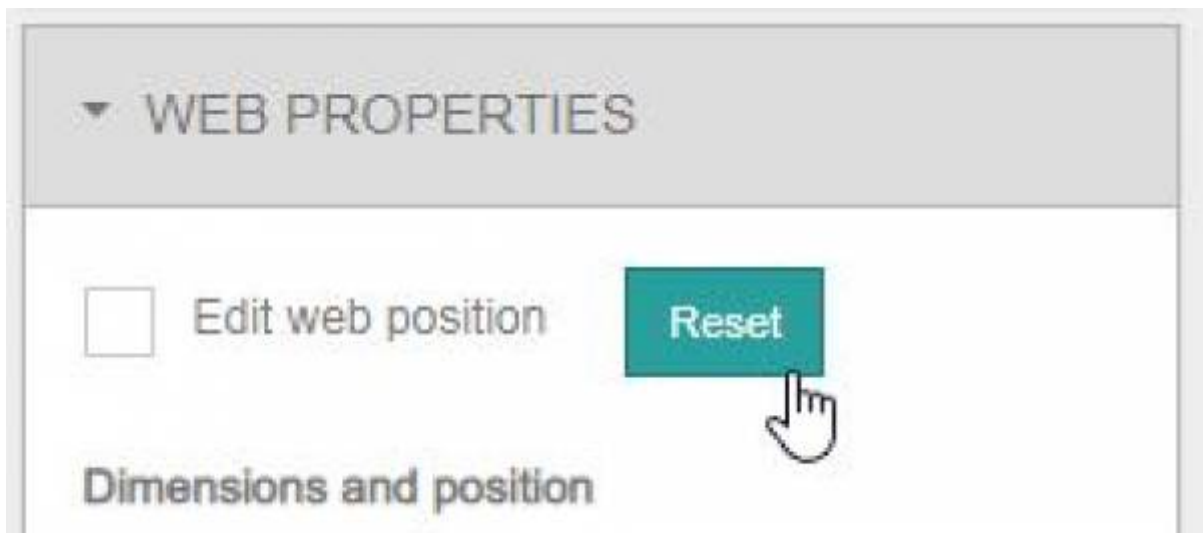 WEB PROPERTIES
Edit web position
Reset
Dimensions and position